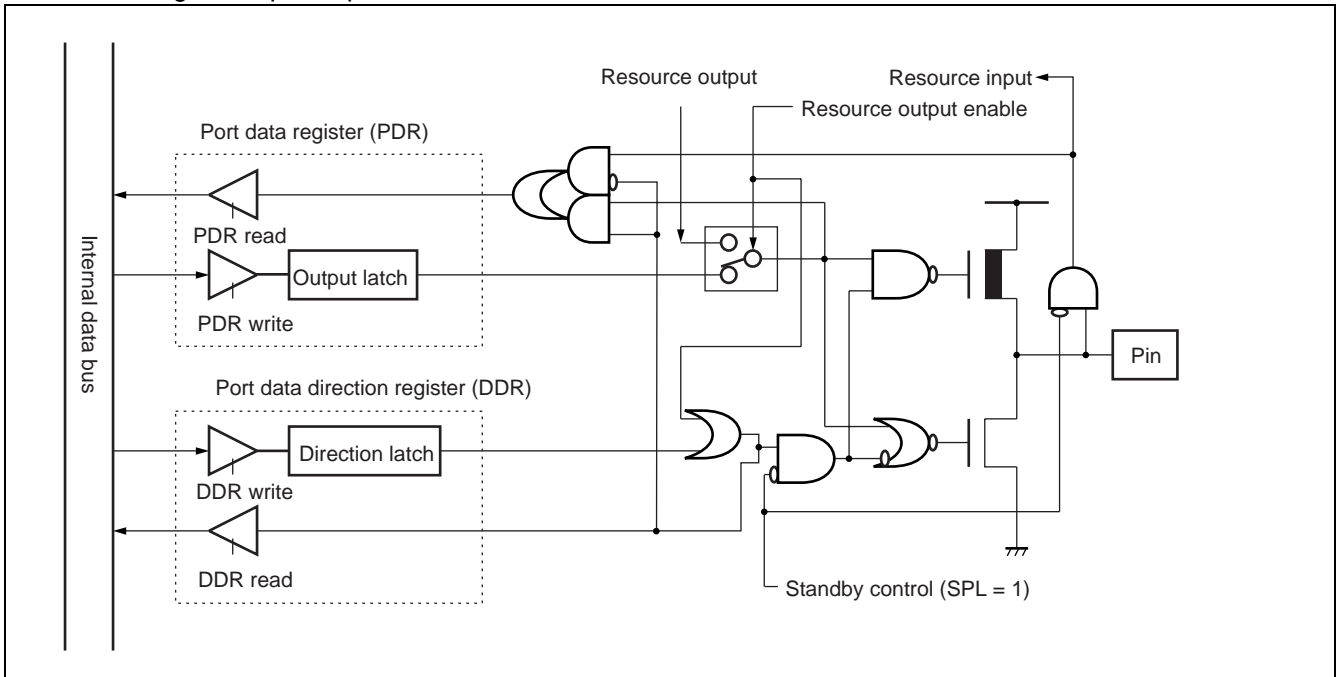 Resource output
Resource input
Resource output enable
Port data register (PDR)
PDR read
Output latch
PDR write
Internal data bus
Pin
Port data direction register (DDR)
Direction latch
DDR write
DDR read
Standby control (SPL = 1)